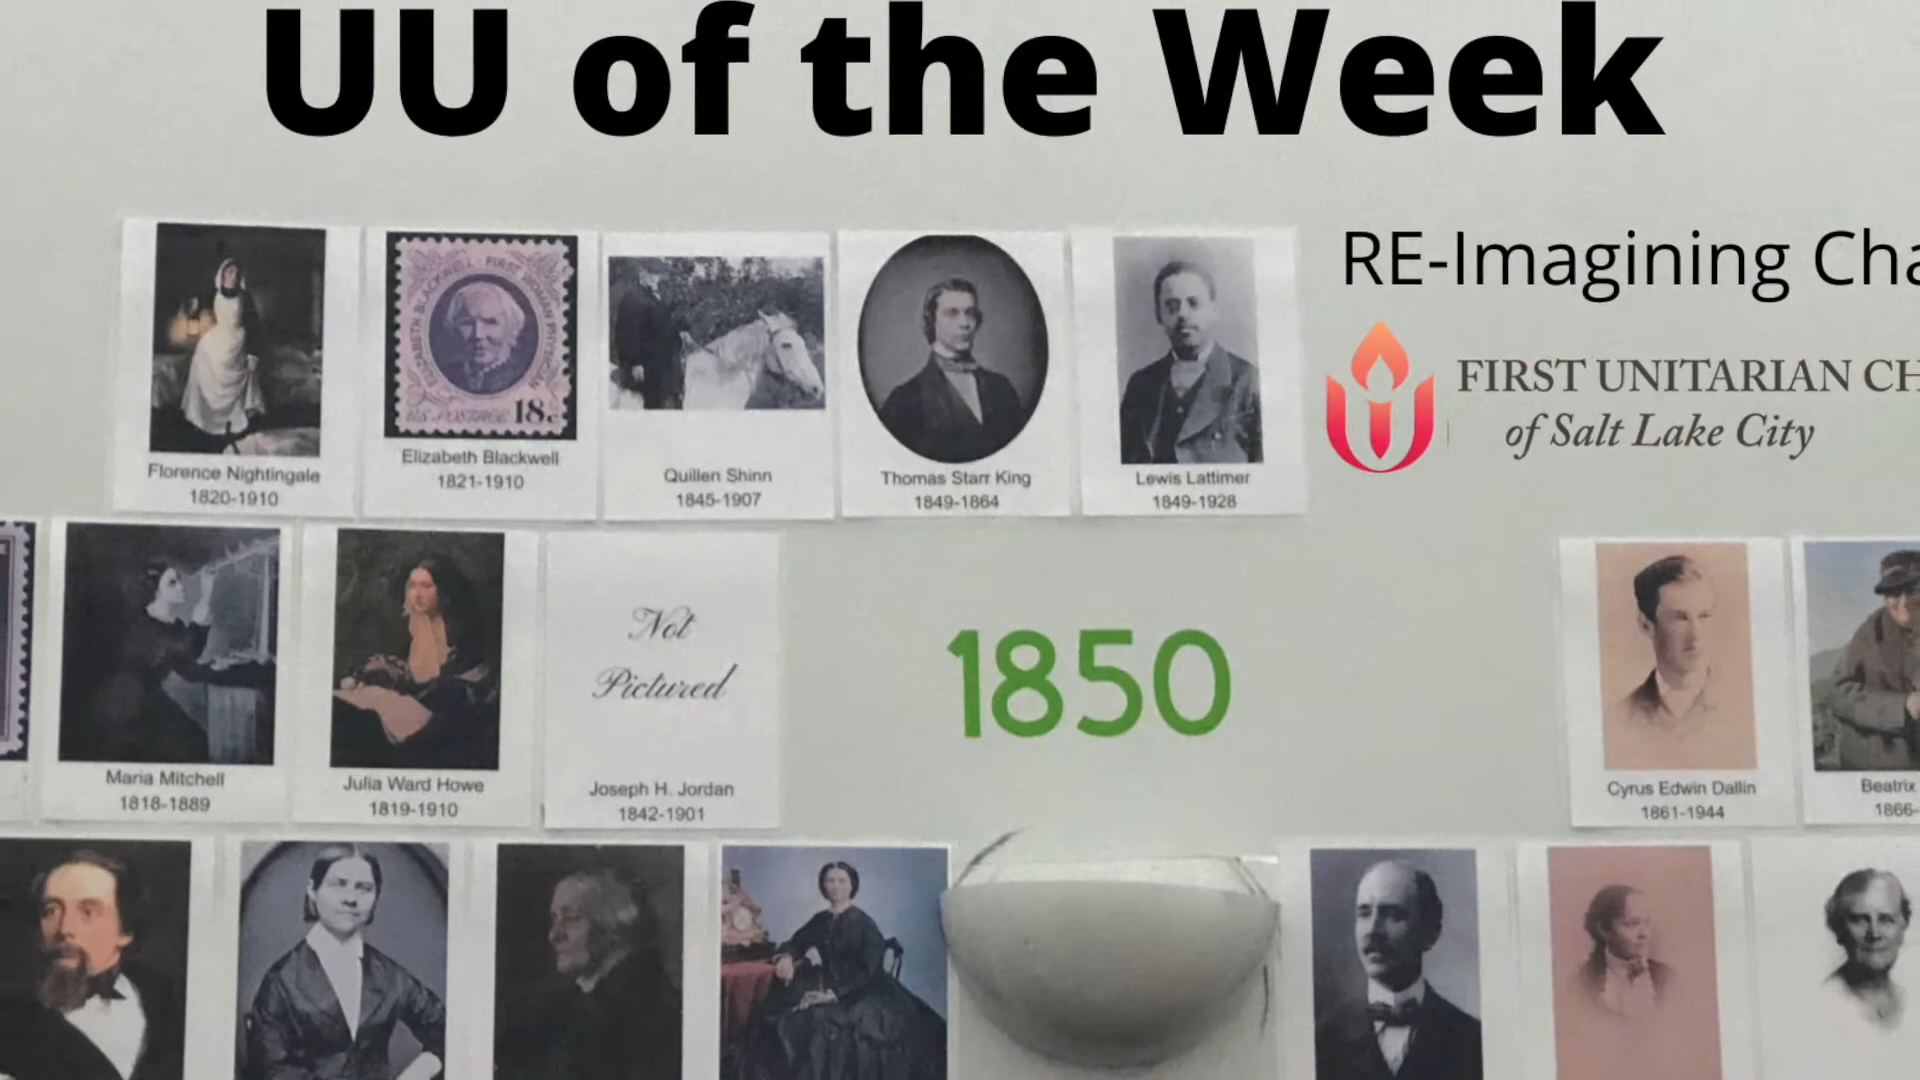 UU of the Week
RE-Imagining Cha
FIRST UNITARIAN CH
of Salt Lake City
ELIZABETH BLACKWELL · FIRST WOMAN PHYSICIAN
U.S. POSTAGE 18c
Florence Nightingale
1820-1910
Elizabeth Blackwell
1821-1910
Quillen Shinn
1845-1907
Thomas Starr King
1849-1864
Lewis Lattimer
1849-1928
Not
Pictured
1850
Maria Mitchell
1818-1889
Julia Ward Howe
1819-1910
Joseph H. Jordan
1842-1901
Cyrus Edwin Dallin
1861-1944
Beatrix
1866-